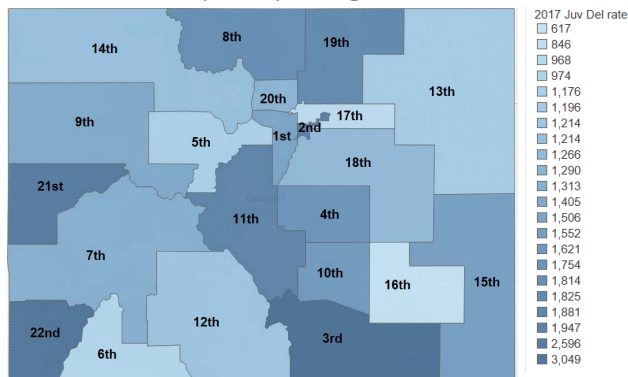 2017 Juv Del rate
617
846
968
974
1,176
1,196
1,214
1,214
1,266
1,290
1,313
1,405
1,506
1,552
1,621
1,754
1,814
1,825
1,881
1,947
2,596
3,049
8th
19th
14th
13th
20th
17th
9th
2nd
1st
5th
18th
21st
11th
4th
7th
10th
16th
15th
12th
22nd
3rd
6th